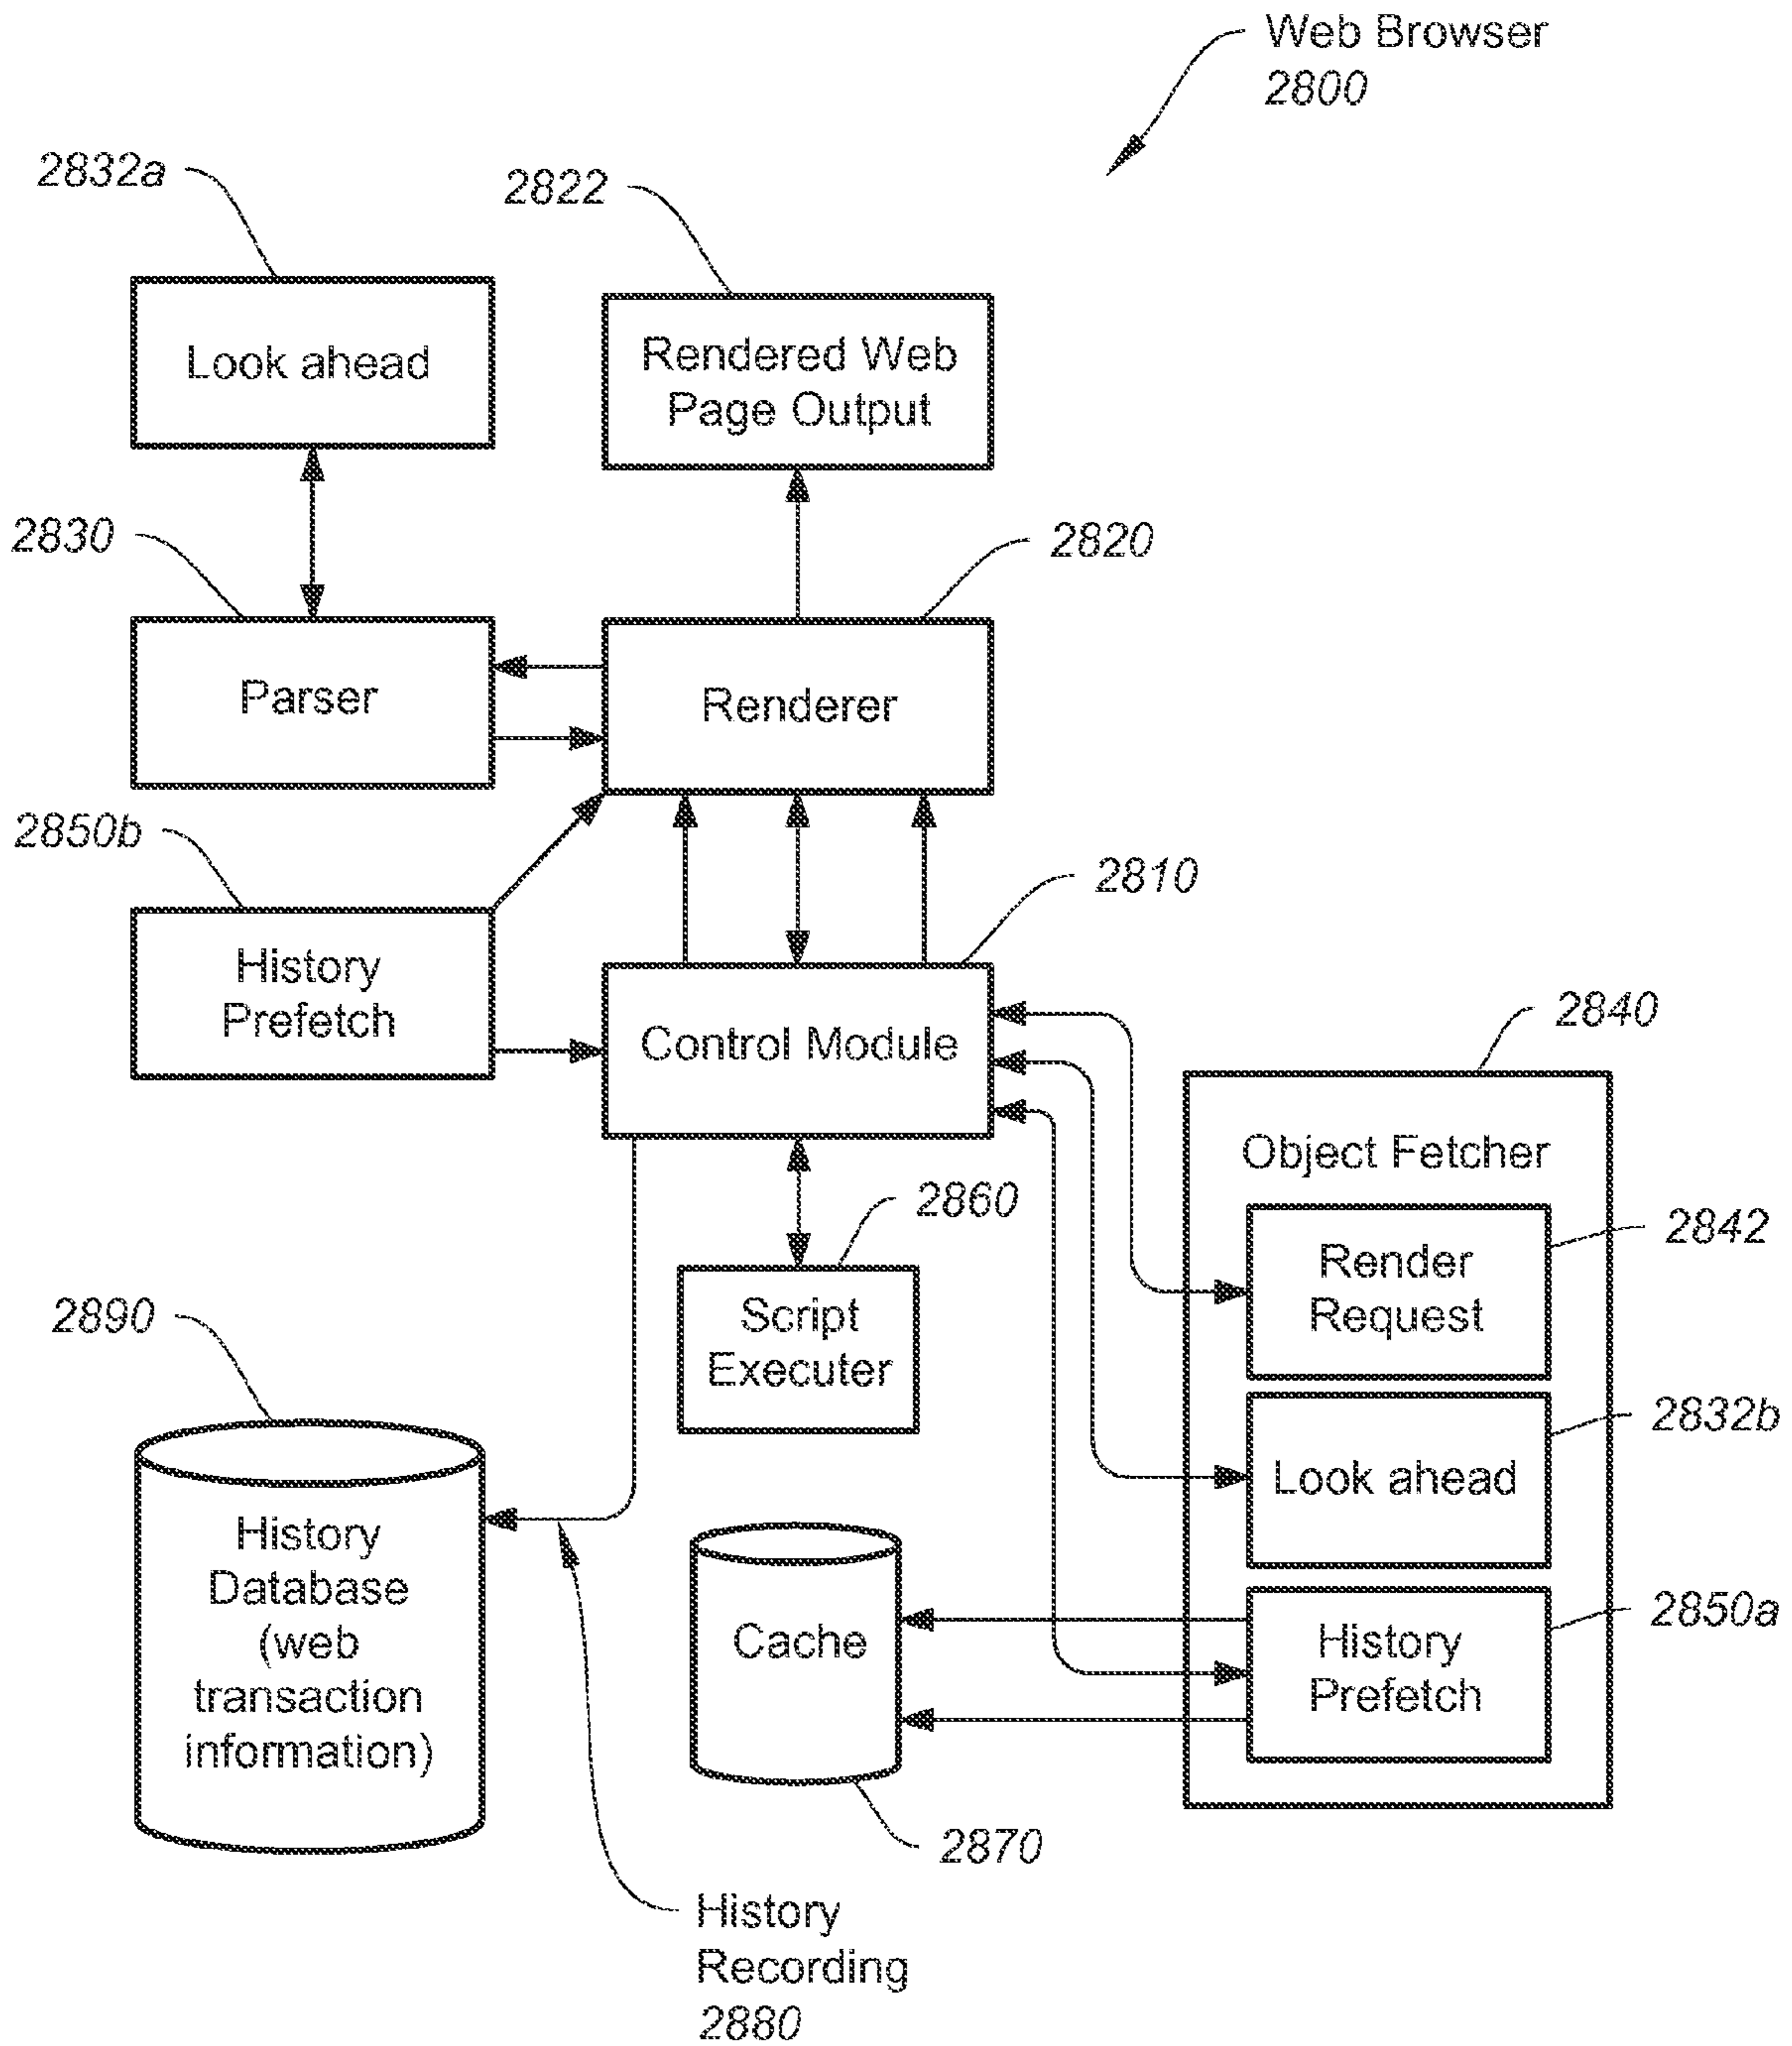 Web Browser
2800
2832a
2822
Look ahead
Rendered Web
Page Output
2830
2820
Parser
Renderer
2850b
2810
History
Prefetch
Control Module
2840
Object Fetcher
2860
2842
Render
Request
2890
Script
Executer
2832b
Look ahead
History
Database
(web
transaction
information)
Cache
2850a
History
Prefetch
2870
History
Recording
2880